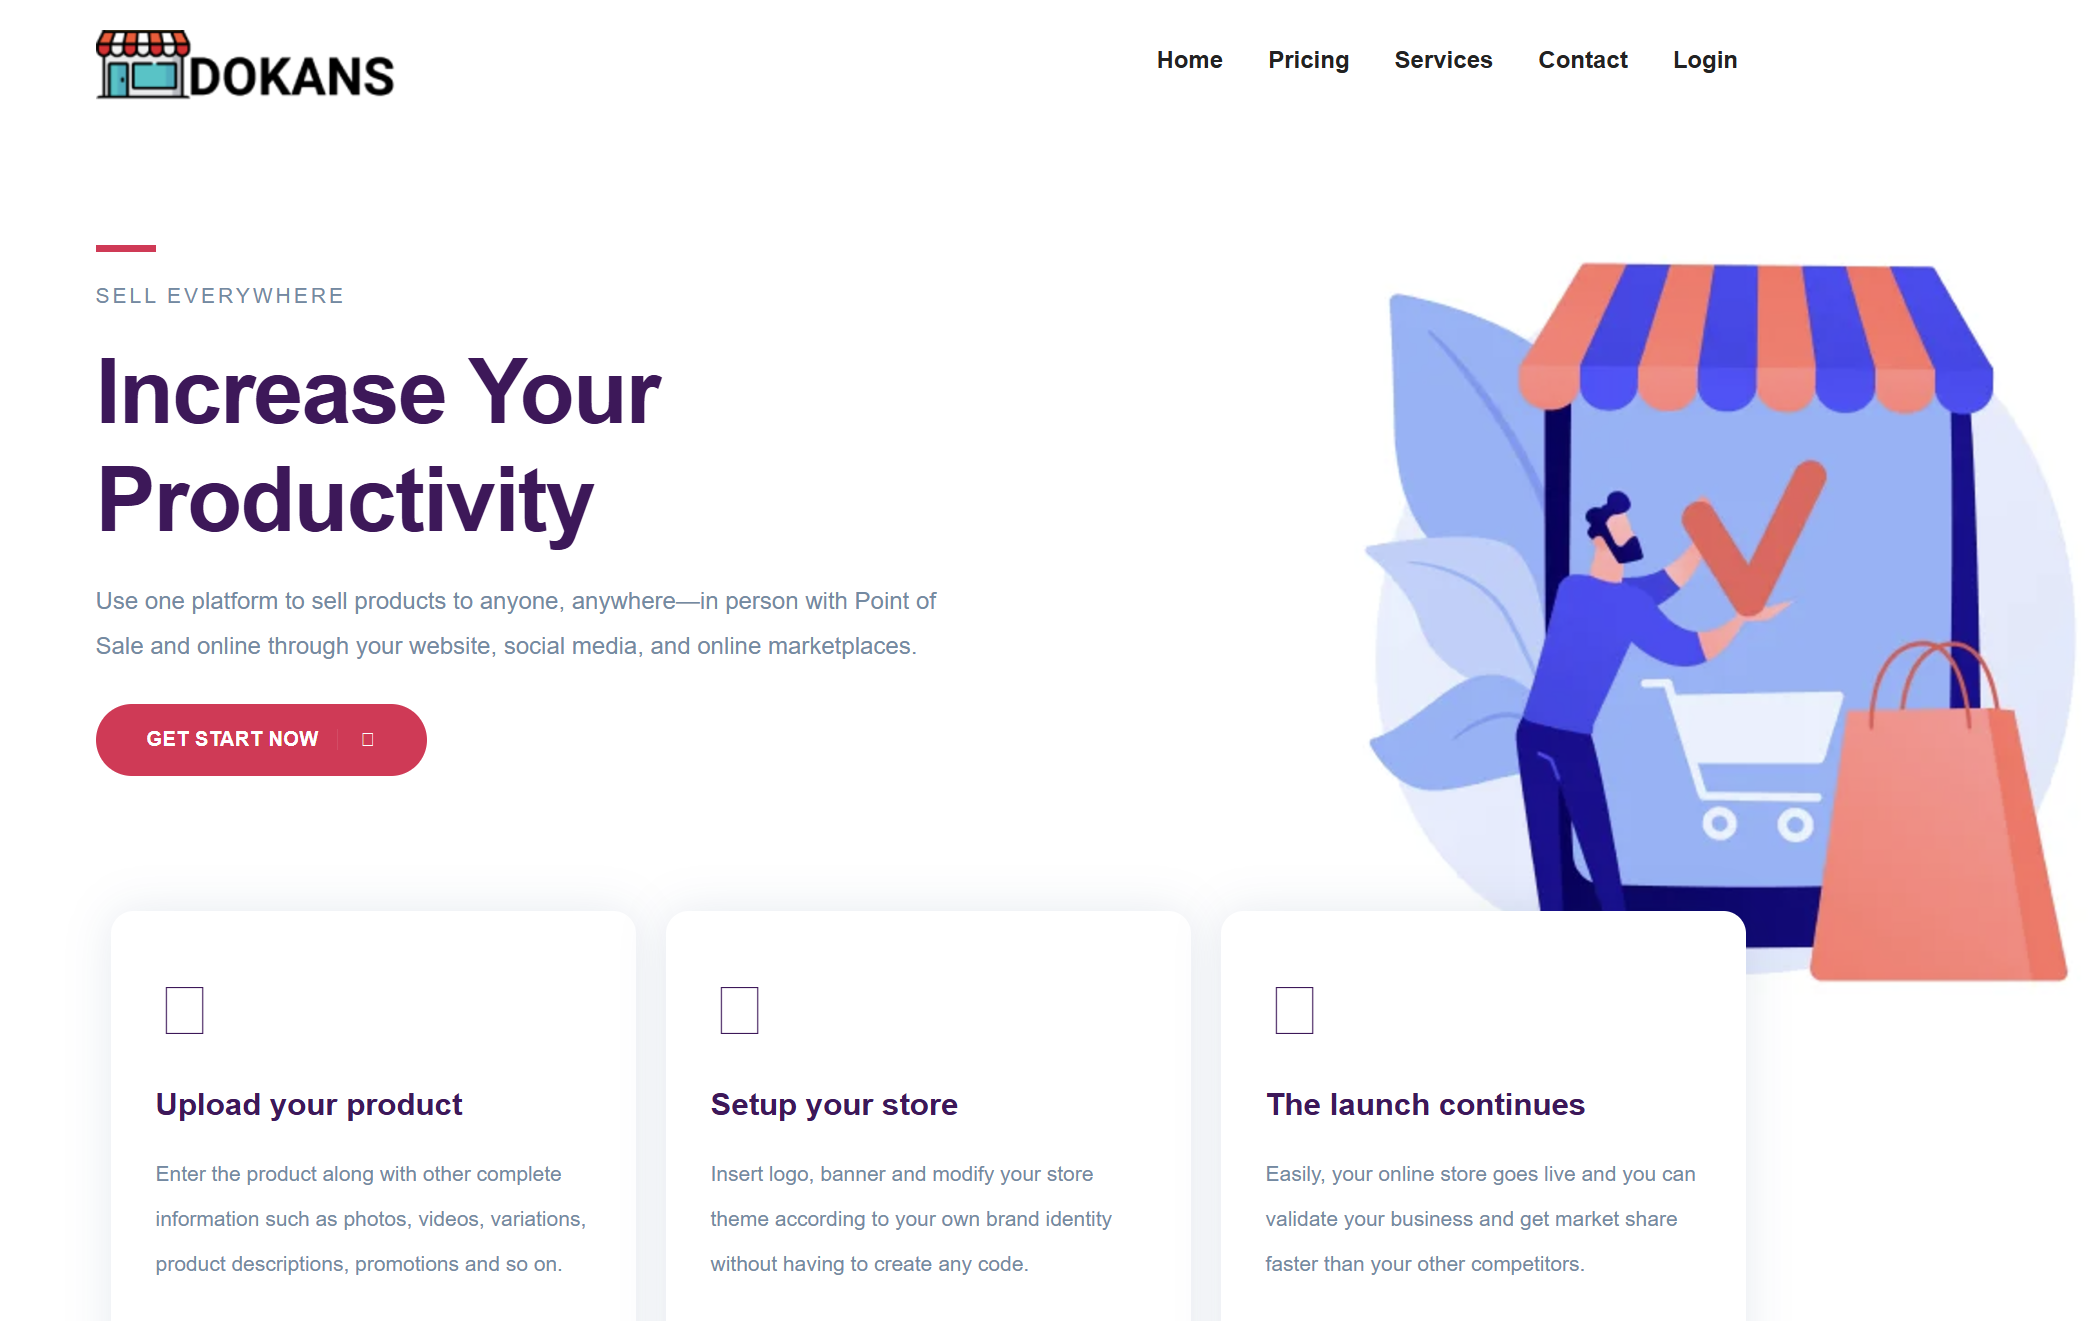 DOKANS
Home Pricing Services Contact Login
SELL EVERYWHERE
Increase Your
Productivity
Use one platform to sell products to anyone, anywhere—in person with Point of
Sale and online through your website, social media, and online marketplaces.
GET START NOW
Upload your product
Enter the product along with other complete
information such as photos, videos, variations,
product descriptions, promotions and so on.
Setup your store
Insert logo, banner and modify your store
theme according to your own brand identity
without having to create any code.
The launch continues
Easily, your online store goes live and you can
validate your business and get market share
faster than your other competitors.